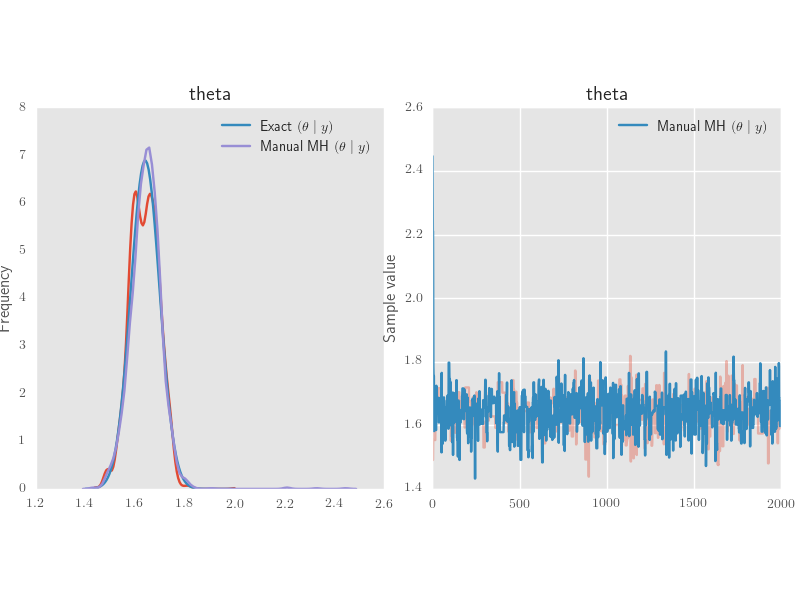 theta
8
7
6
5
4
3
2
1
0
Frequency
1.2 1.4 1.6 1.8 2.0 2.2 2.4 2.6
Exact (θ | y)
Manual MH (θ | y)
theta
2.6
2.4
2.2
2.0
1.8
1.6
1.4
Sample value
0 500 1000 1500 2000
Manual MH (θ | y)